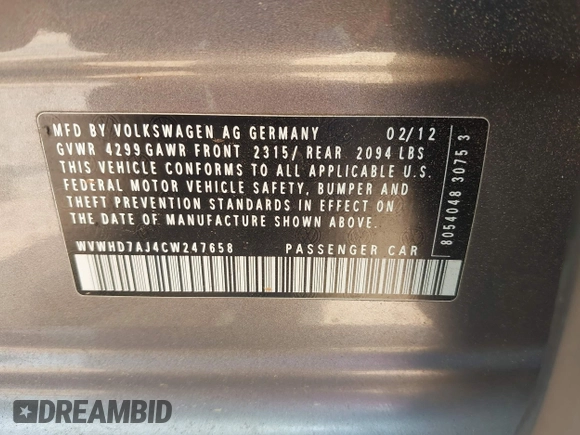 MFD BY VOLKSWAGEN AG GERMANY 02/12
GVWR 4299 GAWR FRONT 2315/ REAR 2094 LBS
THIS VEHICLE CONFORMS TO ALL APPLICABLE U.S.
FEDERAL MOTOR VEHICLE SAFETY, BUMPER AND
THEFT PREVENTION STANDARDS IN EFFECT ON
THE DATE OF MANUFACTURE SHOWN ABOVE.
WVWHD7AJ4CW247658 PASSENGER CAR
8054048 3075 3
DREAMBID